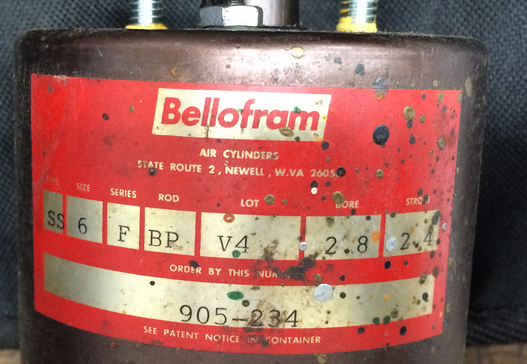 Bellofram
AIR CYLINDERS
STATE ROUTE 2, NEWELL, W.VA 2605
SIZE SERIES ROD LOT BORE
SS 6 F BP V4 2.8 2.4
ORDER BY THIS
905-234
SEE PATENT NOTICE IN CONTAINER